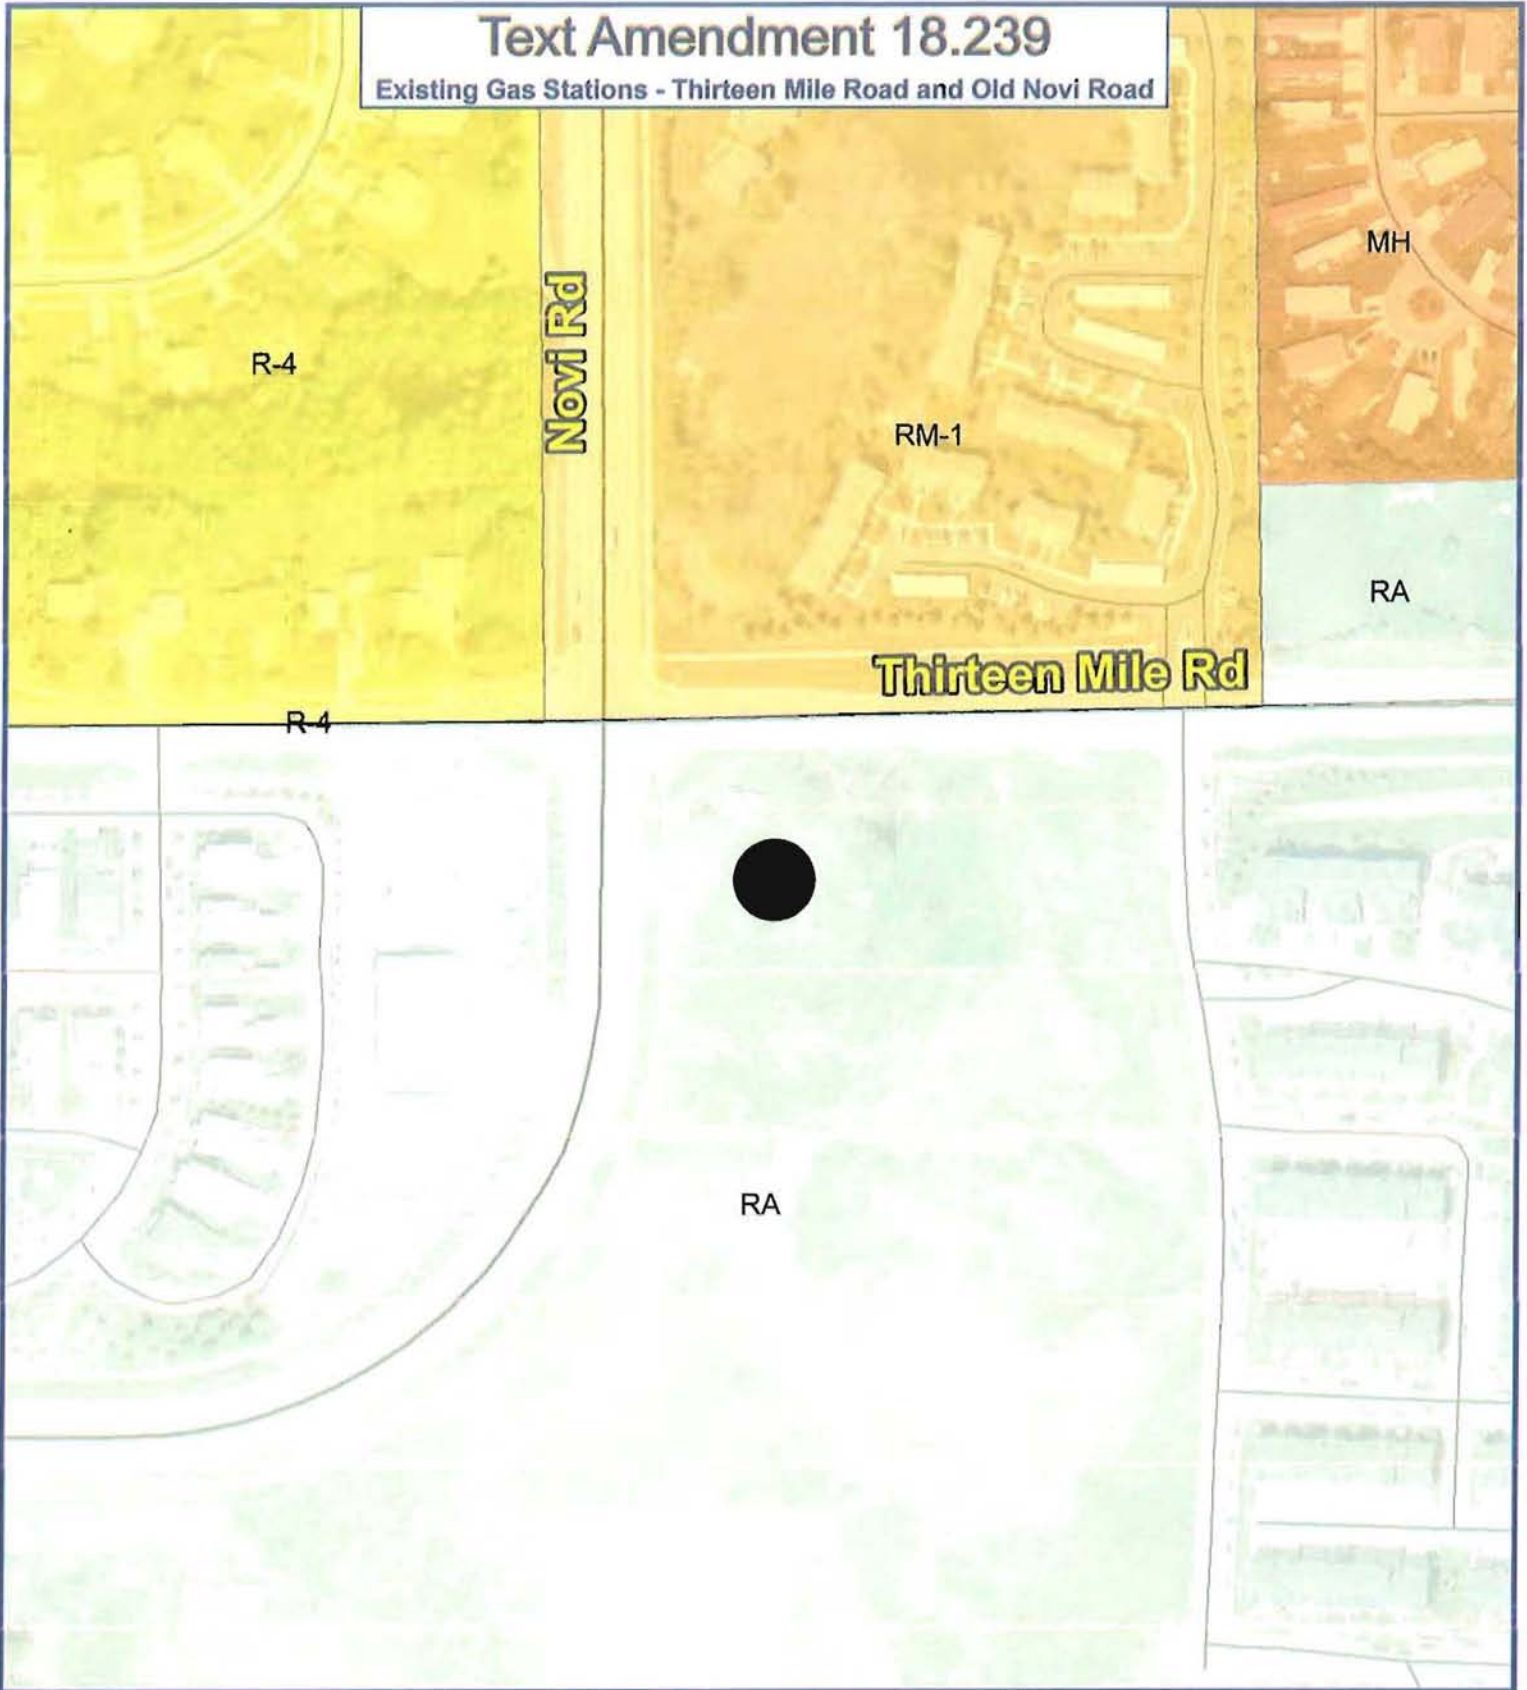 Text Amendment 18.239
Existing Gas Stations - Thirteen Mile Road and Old Novi Road
MH
Novi Rd
R-4
RM-1
RA
Thirteen Mile Rd
R-4
RA